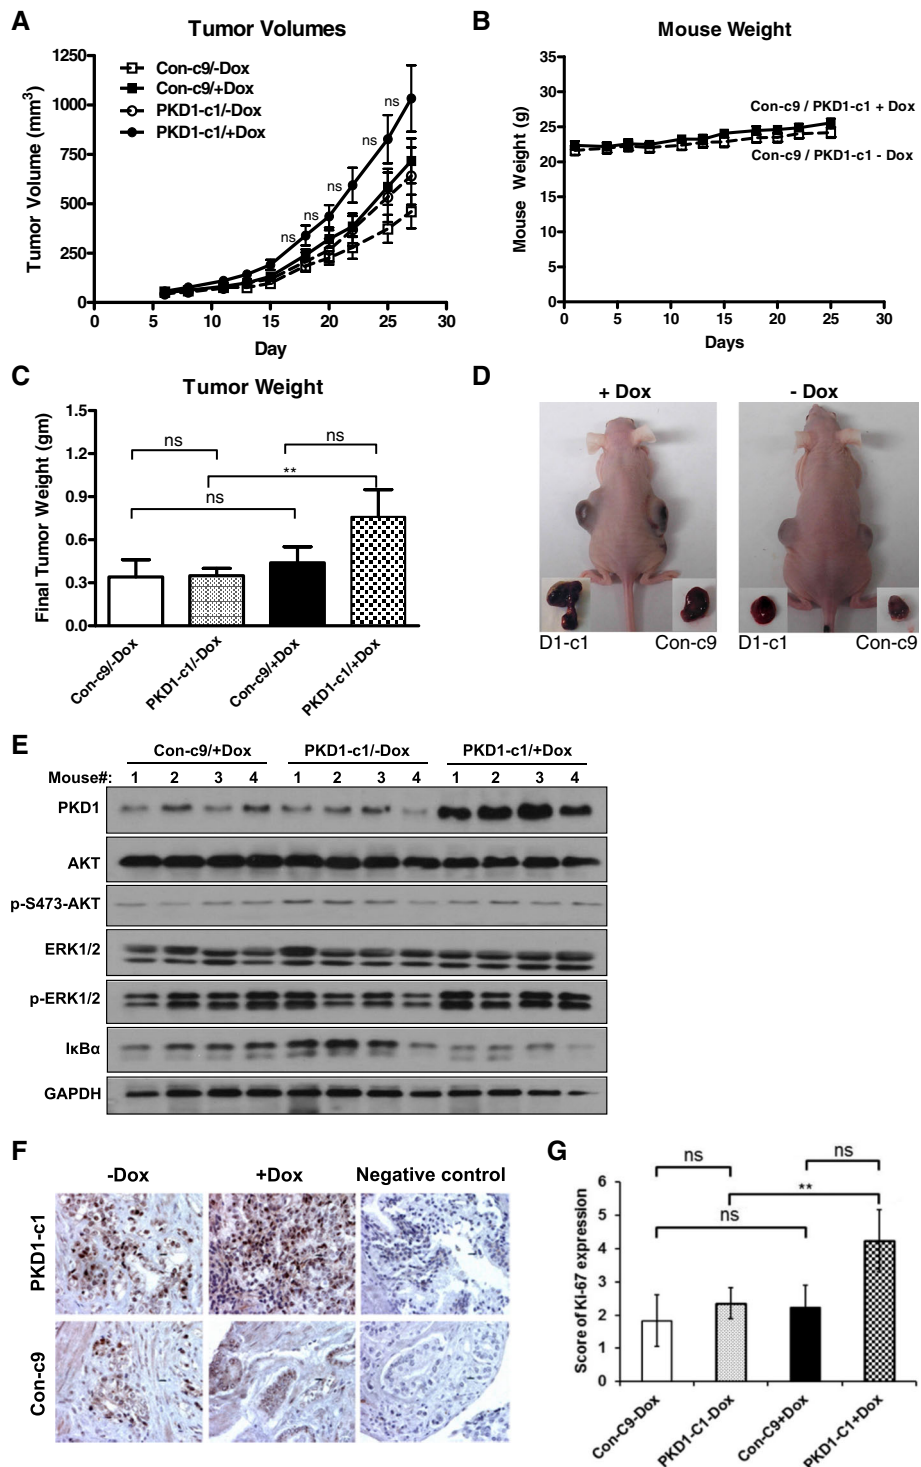 A
Tumor Volumes
Tumor Volume (mm³)
1250
1000
750
500
250
0
Con-c9/-Dox
Con-c9/+Dox
PKD1-c1/-Dox
PKD1-c1/+Dox
ns
ns
ns
ns
ns
0 5 10 15 20 25 30
Day
B
Mouse Weight
Mouse Weight (g)
35
30
25
20
15
10
5
0
Con-c9 / PKD1-c1 + Dox
Con-c9 / PKD1-c1 - Dox
0 5 10 15 20 25 30
Days
C
Tumor Weight
Final Tumor Weight (gm)
1.5
1.2
0.9
0.6
0.3
0.0
ns
ns
**
ns
Con-c9/-Dox
PKD1-c1/-Dox
Con-c9/+Dox
PKD1-c1/+Dox
D
+ Dox
- Dox
D1-c1 Con-c9
D1-c1 Con-c9
E
Con-c9/+Dox PKD1-c1/-Dox PKD1-c1/+Dox
Mouse#: 1 2 3 4 1 2 3 4 1 2 3 4
PKD1
AKT
p-S473-AKT
ERK1/2
p-ERK1/2
IκBα
GAPDH
F
-Dox +Dox Negative control
PKD1-c1
Con-c9
G
Score of Ki-67 expression
6
5
4
3
2
1
0
ns
ns
**
ns
Con-C9-Dox
PKD1-C1-Dox
Con-C9+Dox
PKD1-C1+Dox